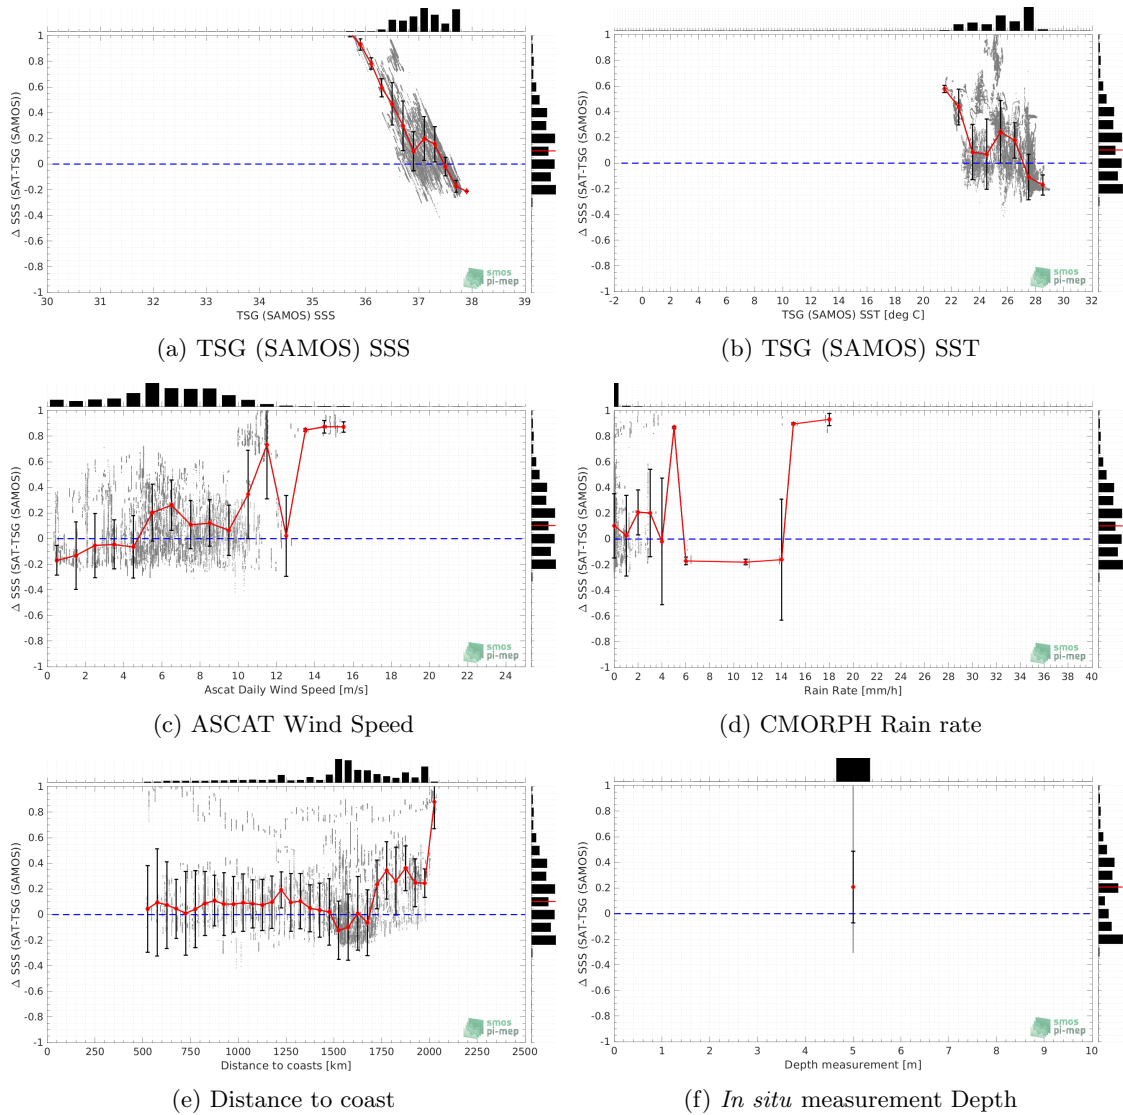 1
0.8
0.6
0.4
0.2
0
-0.2
-0.4
-0.6
-0.8
-1
Δ SSS (SAT-TSG (SAMOS))
smos
pi-mep
30 31 32 33 34 35 36 37 38 39
TSG (SAMOS) SSS
(a) TSG (SAMOS) SSS
1
0.8
0.6
0.4
0.2
0
-0.2
-0.4
-0.6
-0.8
-1
Δ SSS (SAT-TSG (SAMOS))
smos
pi-mep
-2 0 2 4 6 8 10 12 14 16 18 20 22 24 26 28 30 32
TSG (SAMOS) SST [deg C]
(b) TSG (SAMOS) SST
1
0.8
0.6
0.4
0.2
0
-0.2
-0.4
-0.6
-0.8
-1
Δ SSS (SAT-TSG (SAMOS))
smos
pi-mep
0 2 4 6 8 10 12 14 16 18 20 22 24
Ascat Daily Wind Speed [m/s]
(c) ASCAT Wind Speed
1
0.8
0.6
0.4
0.2
0
-0.2
-0.4
-0.6
-0.8
-1
Δ SSS (SAT-TSG (SAMOS))
smos
pi-mep
0 2 4 6 8 10 12 14 16 18 20 22 24 26 28 30 32 34 36 38 40
Rain Rate [mm/h]
(d) CMORPH Rain rate
1
0.8
0.6
0.4
0.2
0
-0.2
-0.4
-0.6
-0.8
-1
Δ SSS (SAT-TSG (SAMOS))
smos
pi-mep
0 250 500 750 1000 1250 1500 1750 2000 2250 2500
Distance to coasts [km]
(e) Distance to coast
1
0.8
0.6
0.4
0.2
0
-0.2
-0.4
-0.6
-0.8
-1
Δ SSS (SAT-TSG (SAMOS))
smos
pi-mep
0 1 2 3 4 5 6 7 8 9 10
Depth measurement [m]
(f) In situ measurement Depth